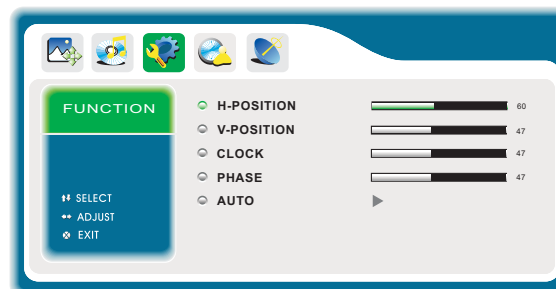 FUNCTION
SELECT
ADJUST
EXIT
H-POSITION 60
V-POSITION 47
CLOCK 47
PHASE 47
AUTO